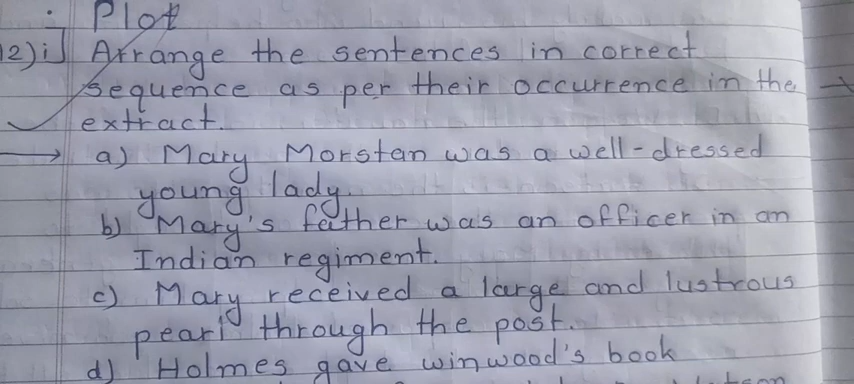 Plot
2)i] Arrange the sentences in correct
sequence as per their occurrence in the
extract.
→ a) Mary Morstan was a well-dressed
young lady.
b) Mary's father was an officer in an
Indian regiment.
c) Mary received a large and lustrous
pearl through the post.
d) Holmes gave winwood's book